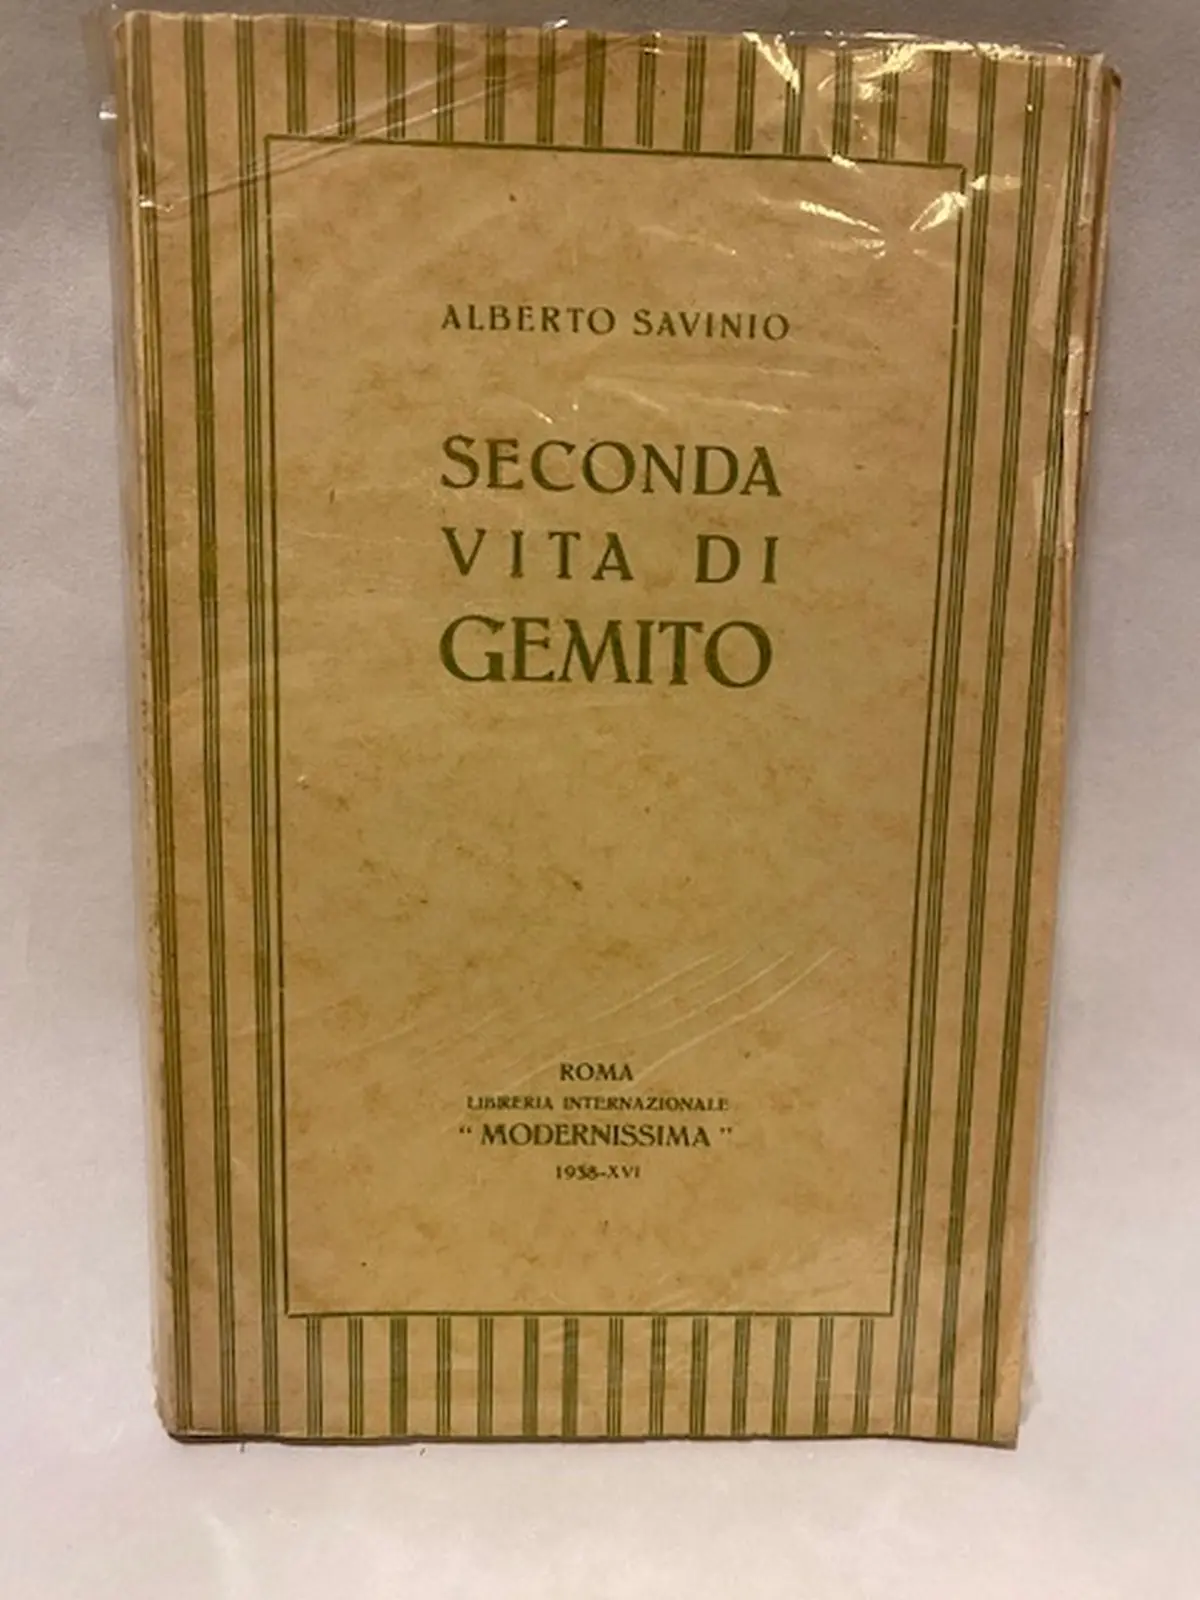 ALBERTO SAVINIO
SECONDA
VITA DI
GEMITO
ROMA
LIBRERIA INTERNAZIONALE
“ MODERNISSIMA ”
1938-XVI